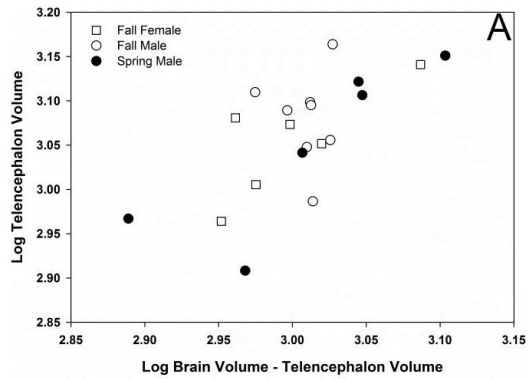 A
Fall Female
Fall Male
Spring Male
Log Telencephalon Volume
3.20
3.15
3.10
3.05
3.00
2.95
2.90
2.85
2.85 2.90 2.95 3.00 3.05 3.10 3.15
Log Brain Volume - Telencephalon Volume